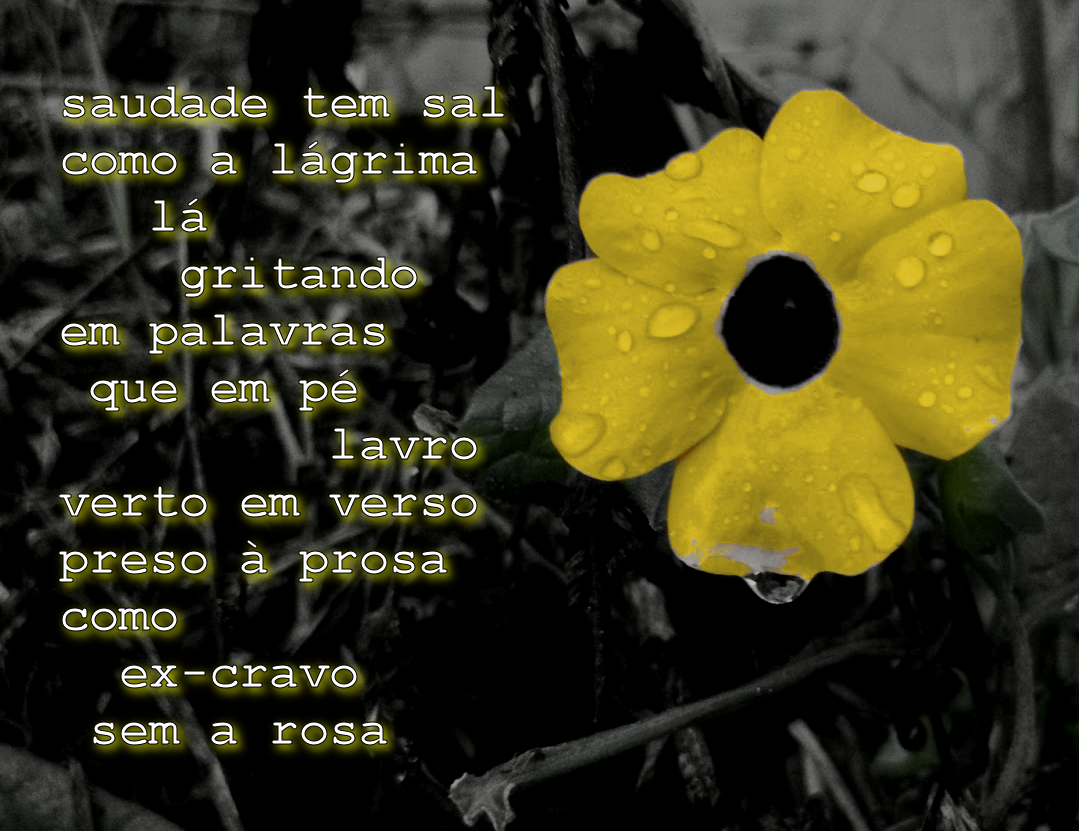 saudade tem sal
como a lágrima
lá
gritando
em palavras
que em pé
lavro
verto em verso
preso à prosa
como
ex-cravo
sem a rosa